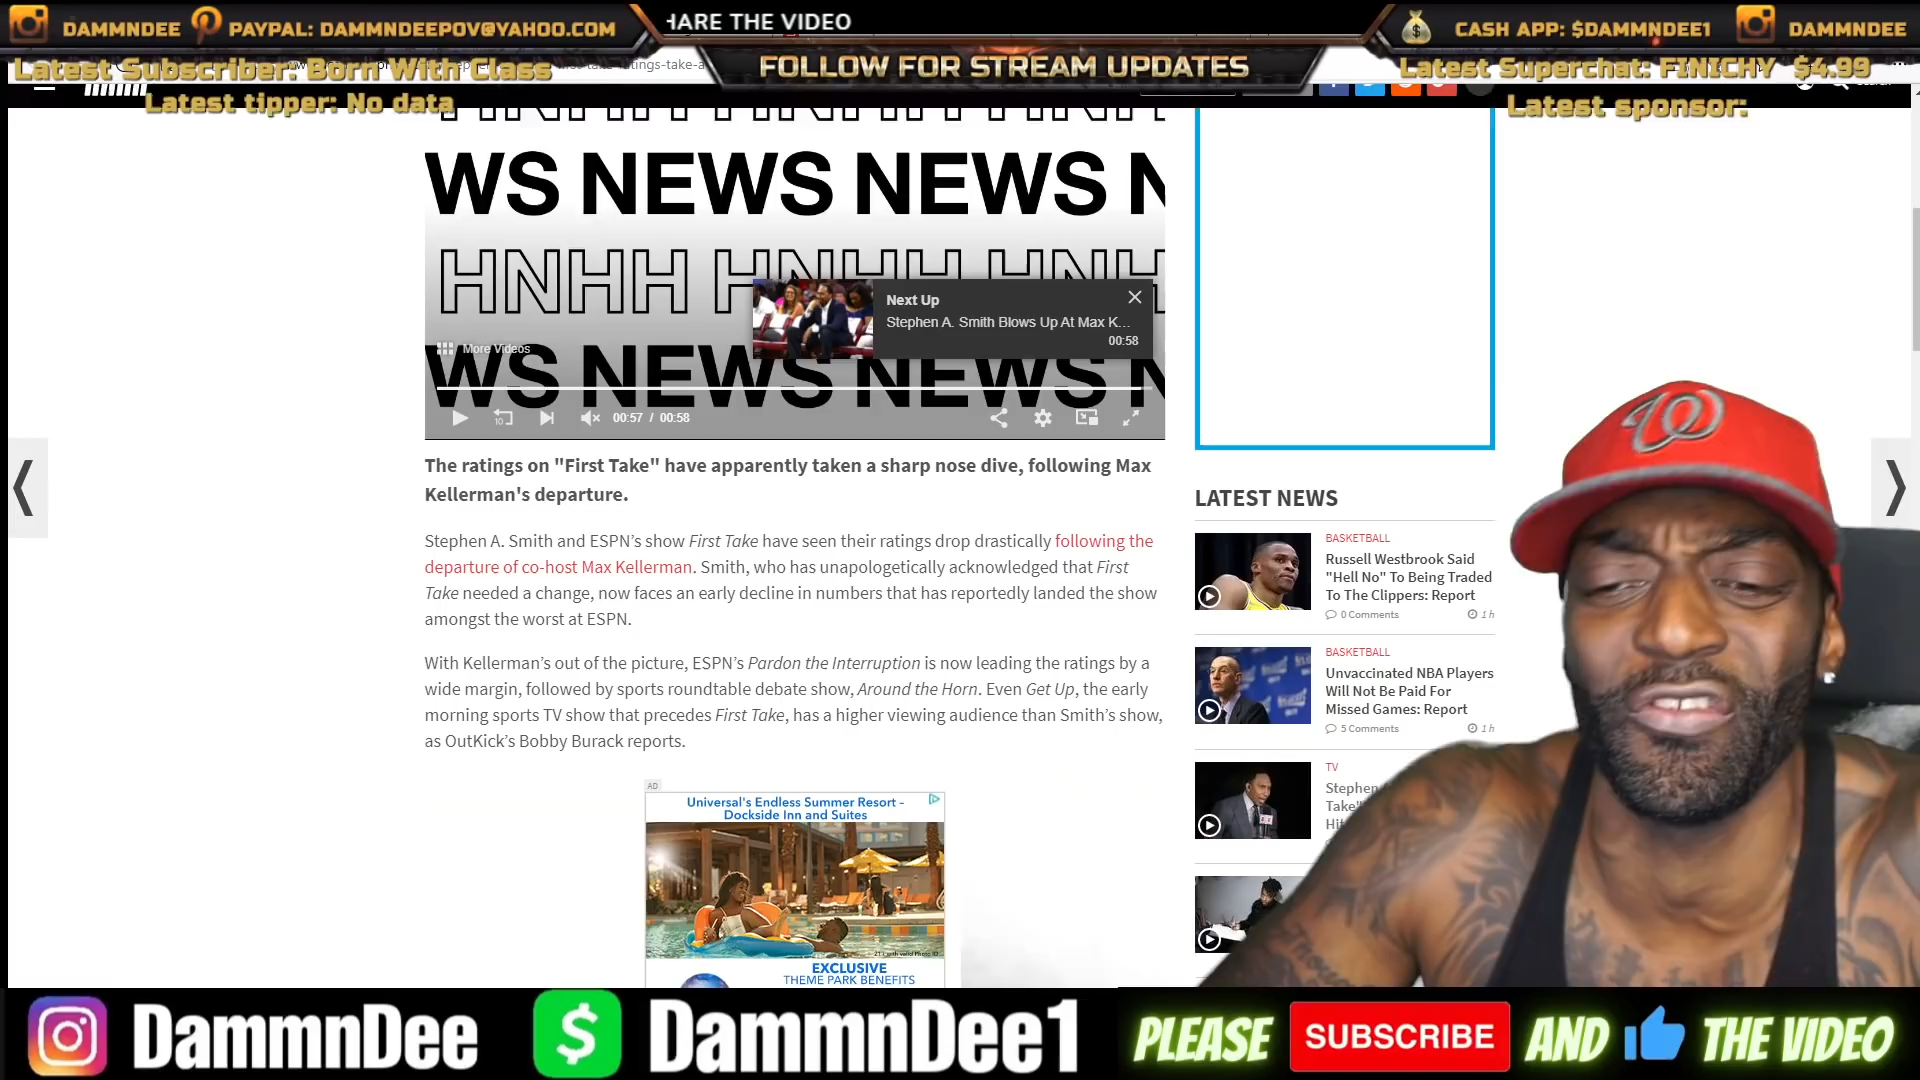 DAMMNDEE
PAYPAL: DAMMNDEEPOV@YAHOO.COM
HARE THE VIDEO
CASH APP: $DAMMNDEE1
DAMMNDEE
FOLLOW FOR STREAM UPDATES
Latest Subscriber: Born With Class
Latest Superchat: FINICHY $4.99
Latest tipper: No data
Latest sponsor:
WS NEWS NEWS N
HNHH HNHH HNH
Next Up
Stephen A. Smith Blows Up At Max K...
00:58
More Videos
WS NEWS NEWS N
10
00:57 / 00:58
The ratings on "First Take" have apparently taken a sharp nose dive, following Max
Kellerman's departure.
Stephen A. Smith and ESPN's show First Take have seen their ratings drop drastically following the
departure of co-host Max Kellerman. Smith, who has unapologetically acknowledged that First
Take needed a change, now faces an early decline in numbers that has reportedly landed the show
amongst the worst at ESPN.
With Kellerman's out of the picture, ESPN's Pardon the Interruption is now leading the ratings by a
wide margin, followed by sports roundtable debate show, Around the Horn. Even Get Up, the early
morning sports TV show that precedes First Take, has a higher viewing audience than Smith's show,
as OutKick's Bobby Burack reports.
AD
Universal's Endless Summer Resort -
Dockside Inn and Suites
EXCLUSIVE
THEME PARK BENEFITS
LATEST NEWS
BASKETBALL
Russell Westbrook Said
"Hell No" To Being Traded
To The Clippers: Report
0 Comments 1 h
BASKETBALL
Unvaccinated NBA Players
Will Not Be Paid For
Missed Games: Report
5 Comments 1 h
TV
Stephen
Take"
Hit
DammnDee
$
DammnDee1
PLEASE
SUBSCRIBE
AND
THE VIDEO